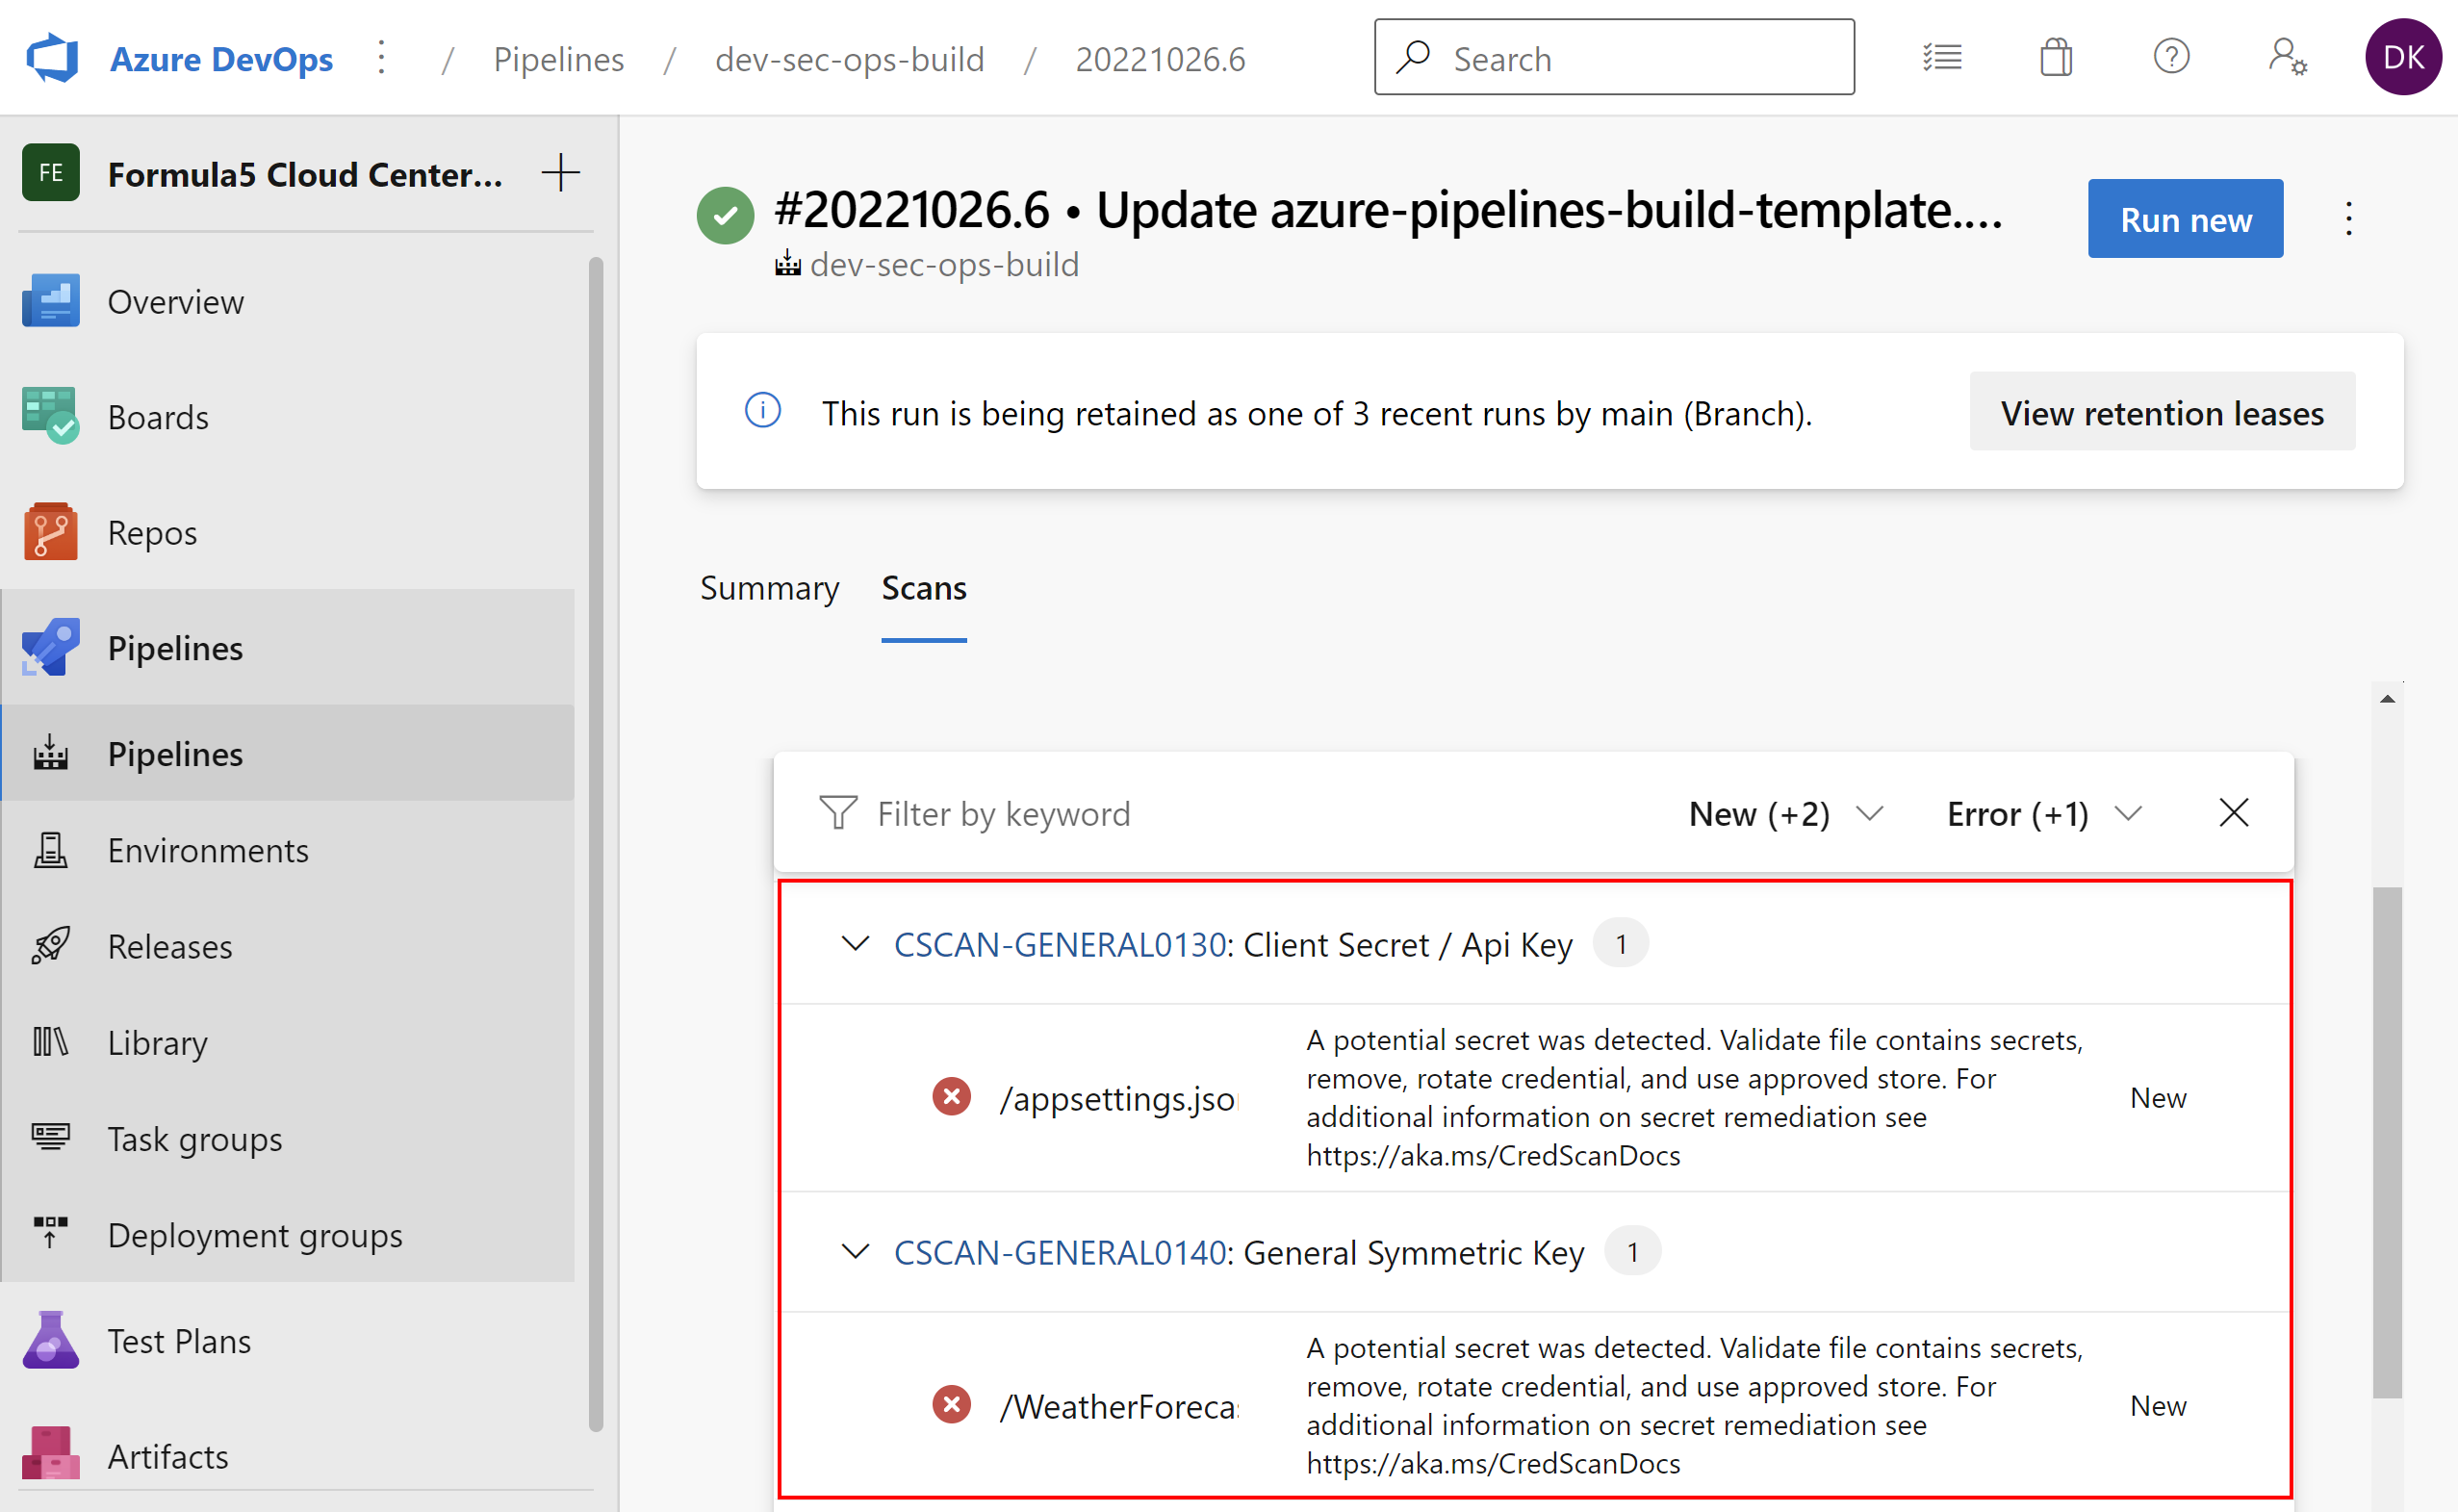 Azure DevOps / Pipelines / dev-sec-ops-build / 20221026.6
Search
DK
FE Formula5 Cloud Center...
Overview
Boards
Repos
Pipelines
Pipelines
Environments
Releases
Library
Task groups
Deployment groups
Test Plans
Artifacts
#20221026.6 • Update azure-pipelines-build-template....
dev-sec-ops-build
Run new
This run is being retained as one of 3 recent runs by main (Branch).
View retention leases
Summary Scans
Filter by keyword New (+2) Error (+1)
CSCAN-GENERAL0130: Client Secret / Api Key 1
/appsettings.json
A potential secret was detected. Validate file contains secrets,
remove, rotate credential, and use approved store. For
additional information on secret remediation see
https://aka.ms/CredScanDocs
New
CSCAN-GENERAL0140: General Symmetric Key 1
/WeatherForecas
A potential secret was detected. Validate file contains secrets,
remove, rotate credential, and use approved store. For
additional information on secret remediation see
https://aka.ms/CredScanDocs
New